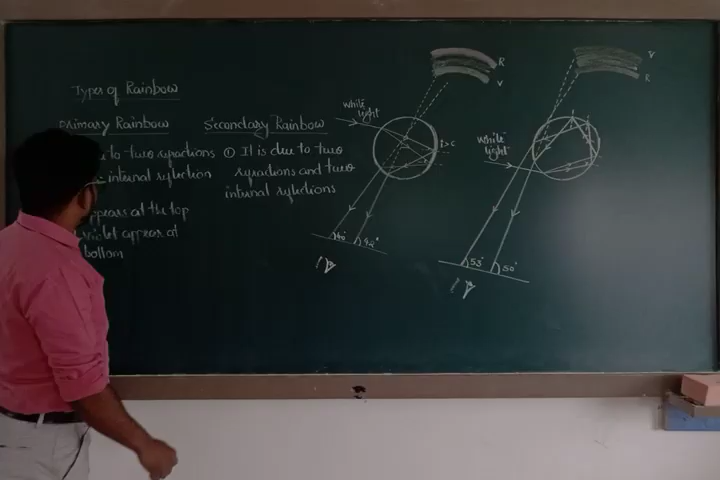 Types of Rainbow
Primary Rainbow
to two refractions
internal reflection
appears at the top
violet appear at
bottom
Secondary Rainbow
① It is due to two
refractions and two
internal reflections
white
light
R
V
i>c
40°
42°
white
light
V
R
53°
50°